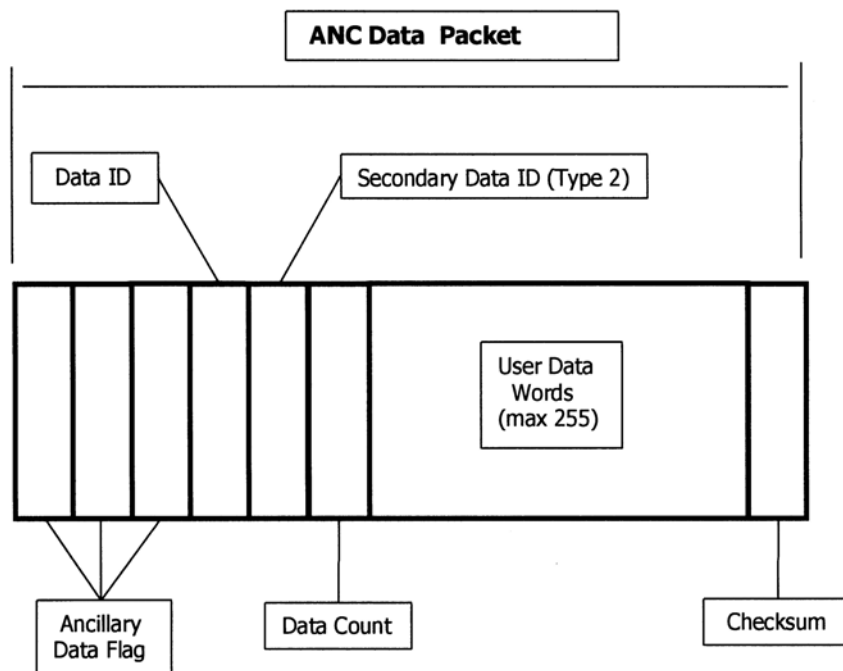 ANC Data Packet
Data ID
Secondary Data ID (Type 2)
User Data
Words
(max 255)
Ancillary
Data Flag
Data Count
Checksum